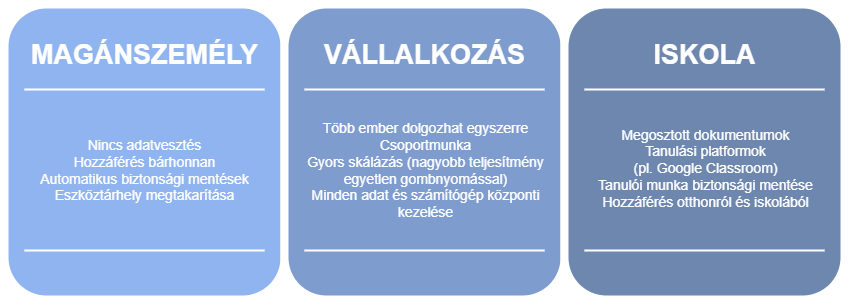 MAGÁNSZEMÉLY
Nincs adatvesztés
Hozzáférés bárhonnan
Automatikus biztonsági mentések
Eszköztárhely megtakarítása
VÁLLALKOZÁS
Több ember dolgozhat egyszerre
Csoportmunka
Gyors skálázás (nagyobb teljesítmény
egyetlen gombnyomással)
Minden adat és számítógép központi
kezelése
ISKOLA
Megosztott dokumentumok
Tanulási platformok
(pl. Google Classroom)
Tanulói munka biztonsági mentése
Hozzáférés otthonról és iskolából